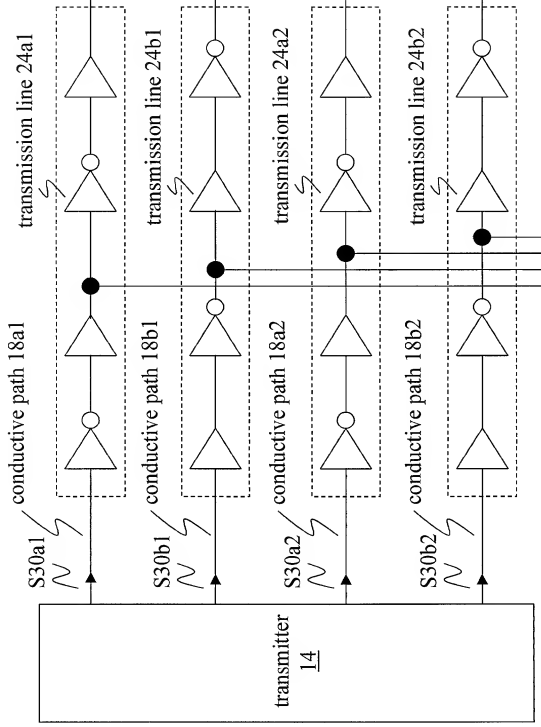 transmission line 24a1
transmission line 24b1
transmission line 24a2
transmission line 24b2
conductive path 18a1
conductive path 18b1
conductive path 18a2
conductive path 18b2
S30a1
S30b1
S30a2
S30b2
transmitter
14